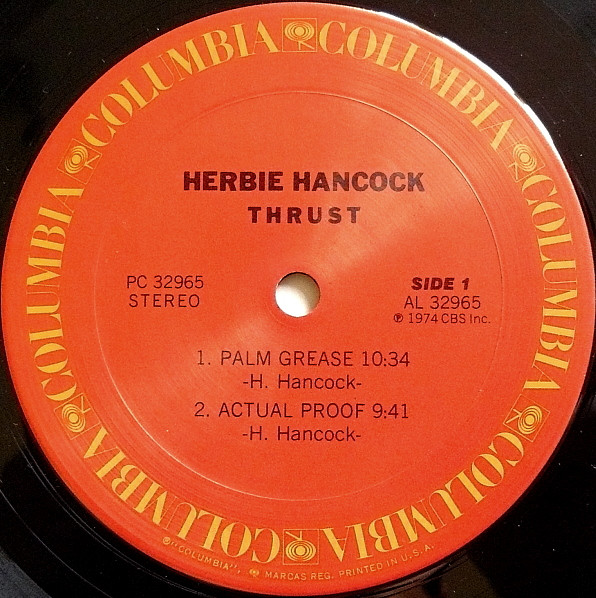 COLUMBIA COLUMBIA COLUMBIA COLUMBIA COLUMBIA COLUMBIA
HERBIE HANCOCK
THRUST
PC 32965
STEREO
SIDE 1
AL 32965
℗ 1974 CBS Inc.
1. PALM GREASE 10:34
-H. Hancock-
2. ACTUAL PROOF 9:41
-H. Hancock-
®"COLUMBIA", MARCAS REG. PRINTED IN U.S.A.